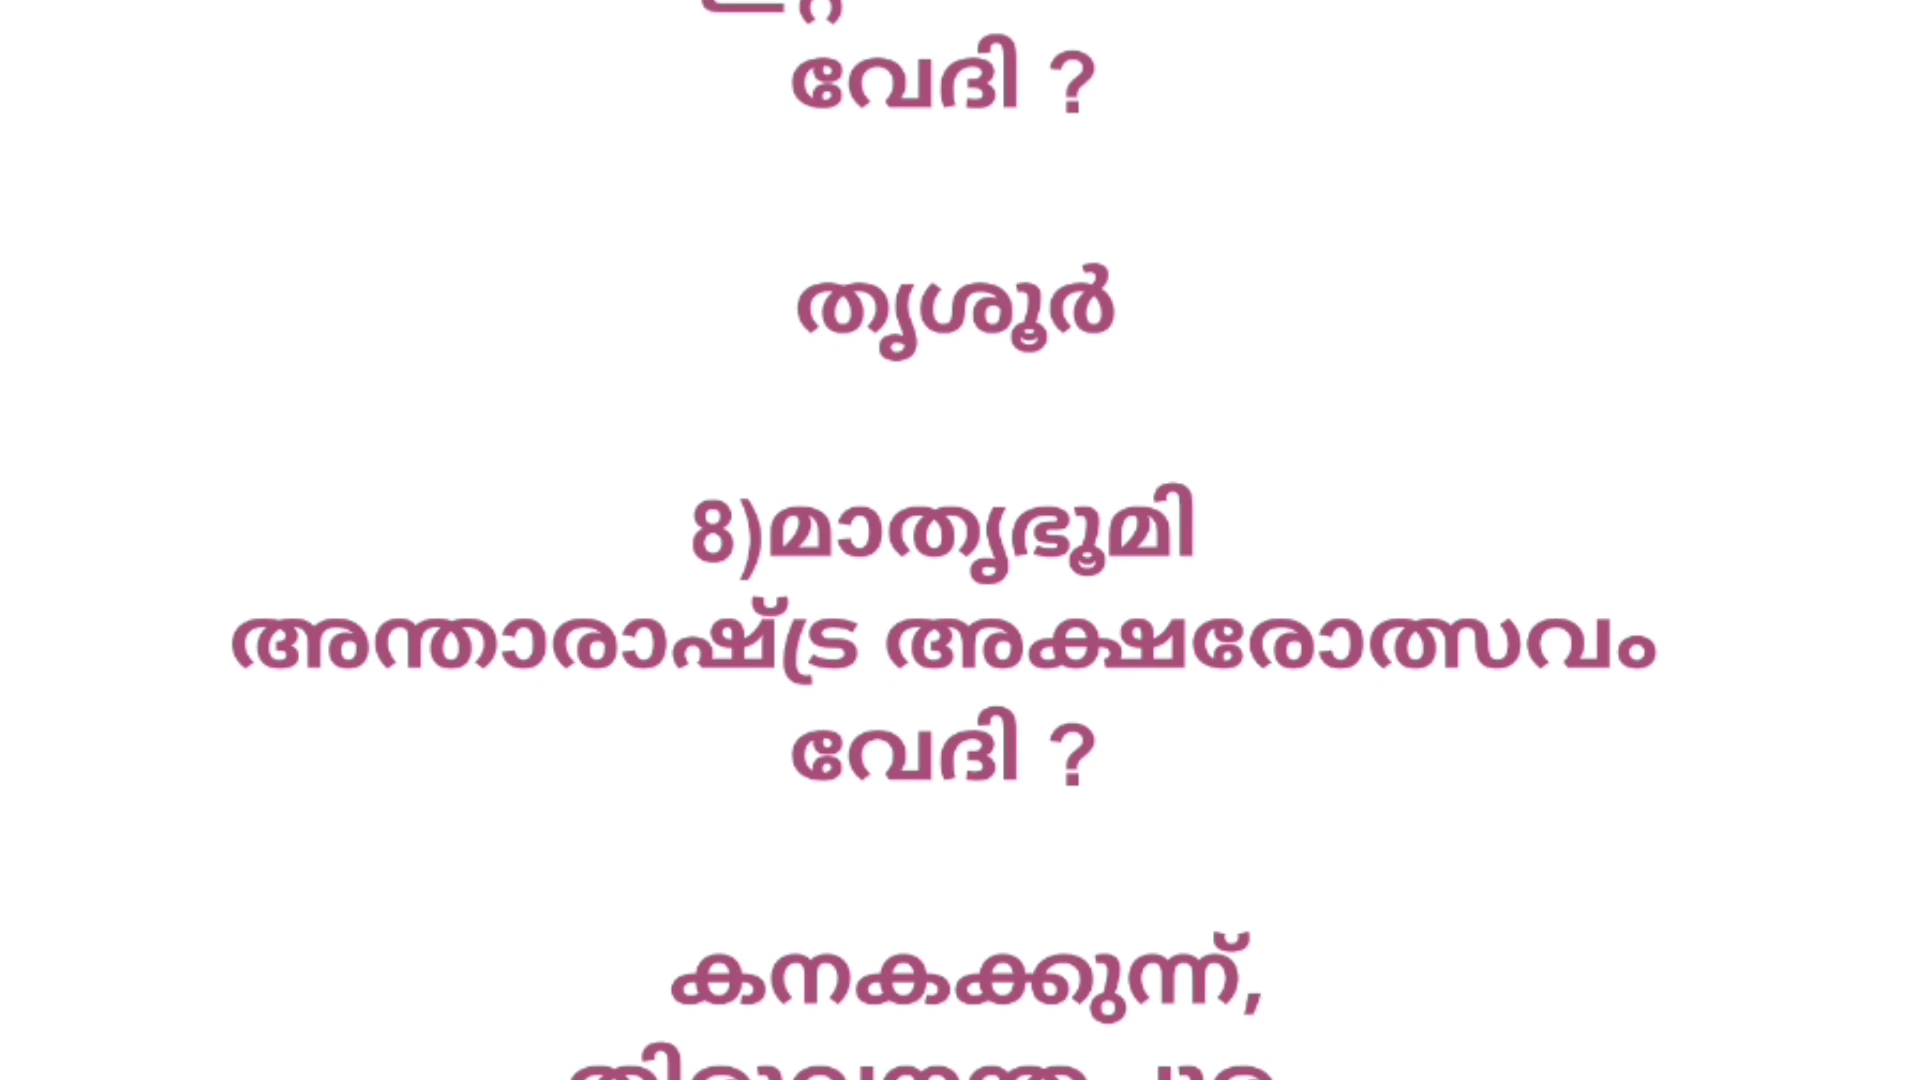 വേദി ?
തൃശൂർ
8)മാതൃഭൂമി
അന്താരാഷ്ട്ര അക്ഷരോത്സവം
വേദി ?
കനകക്കുന്ന്,